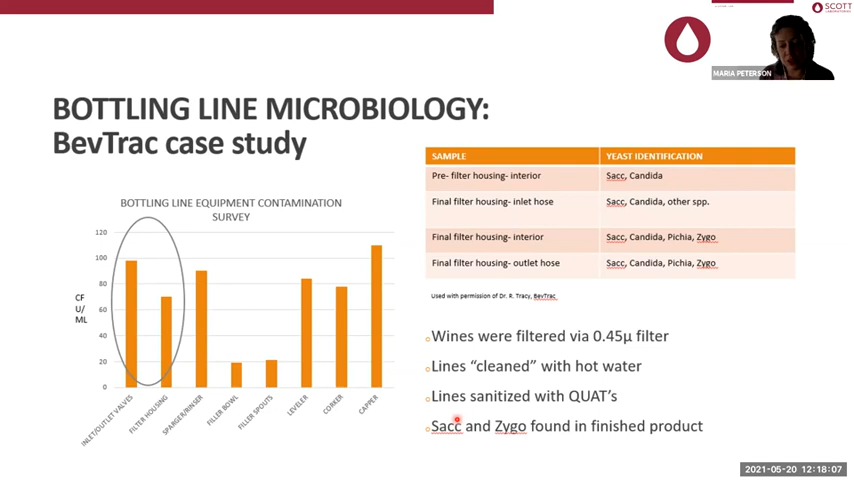 SCOTT
LABORATORIES
MARIA PETERSON
BOTTLING LINE MICROBIOLOGY:
BevTrac case study
BOTTLING LINE EQUIPMENT CONTAMINATION
SURVEY
120
100
80
60
40
20
0
CF
U/
ML
INLET/OUTLET VALVES
FILTER HOUSING
SPARGER/RINSER
FILLER BOWL
FILLER SPOUTS
LEVELER
CORKER
CAPPER
SAMPLE YEAST IDENTIFICATION
Pre- filter housing- interior Sacc, Candida
Final filter housing- inlet hose Sacc, Candida, other spp.
Final filter housing- interior Sacc, Candida, Pichia, Zygo
Final filter housing- outlet hose Sacc, Candida, Pichia, Zygo
Used with permission of Dr. R. Tracy, BevTrac
Wines were filtered via 0.45µ filter
Lines “cleaned” with hot water
Lines sanitized with QUAT’s
Sacc and Zygo found in finished product
2021-05-20 12:18:07